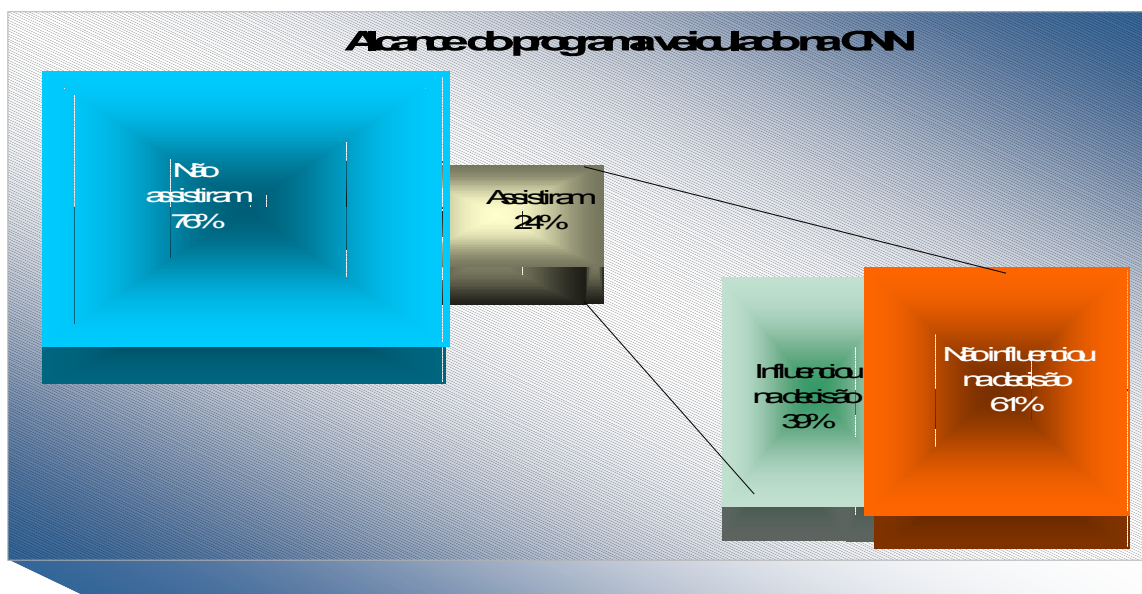 Alcance do programa veiculado na CNN
Não
assistiram
76%
Assistiram
24%
Influenciou
na decisão
39%
Não influenciou
na decisão
61%